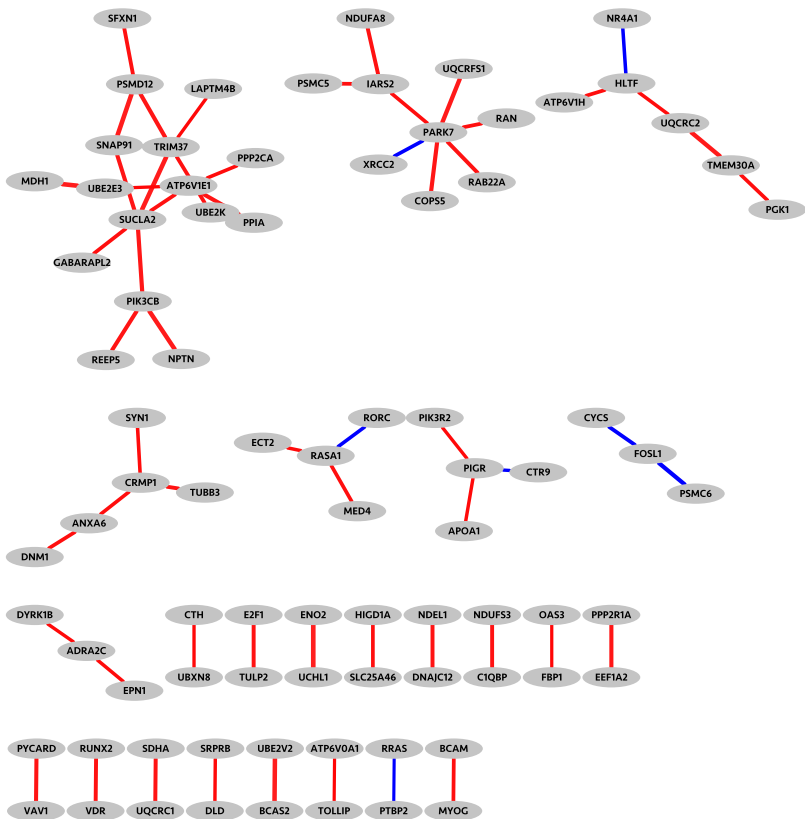 SFXN1
NDUFA8
NR4A1
PSMD12
LAPTM4B
PSMC5
IARS2
UQCRFS1
HLTF
ATP6V1H
SNAP91
TRIM37
PARK7
RAN
UQCRC2
PPP2CA
XRCC2
TMEM30A
MDH1
UBE2E3
ATP6V1E1
RAB22A
COPS5
SUCLA2
UBE2K
PPIA
PGK1
GABARAPL2
PIK3CB
REEP5
NPTN
SYN1
RORC
PIK3R2
CYCS
ECT2
RASA1
FOSL1
CRMP1
TUBB3
PIGR
CTR9
PSMC6
ANXA6
MED4
APOA1
DNM1
DYRK1B
CTH
E2F1
ENO2
HIGD1A
NDEL1
NDUFS3
OAS3
PPP2R1A
ADRA2C
EPN1
UBXN8
TULP2
UCHL1
SLC25A46
DNAJC12
C1QBP
FBP1
EEF1A2
PYCARD
RUNX2
SDHA
SRPRB
UBE2V2
ATP6V0A1
RRAS
BCAM
VAV1
VDR
UQCRC1
DLD
BCAS2
TOLLIP
PTBP2
MYOG